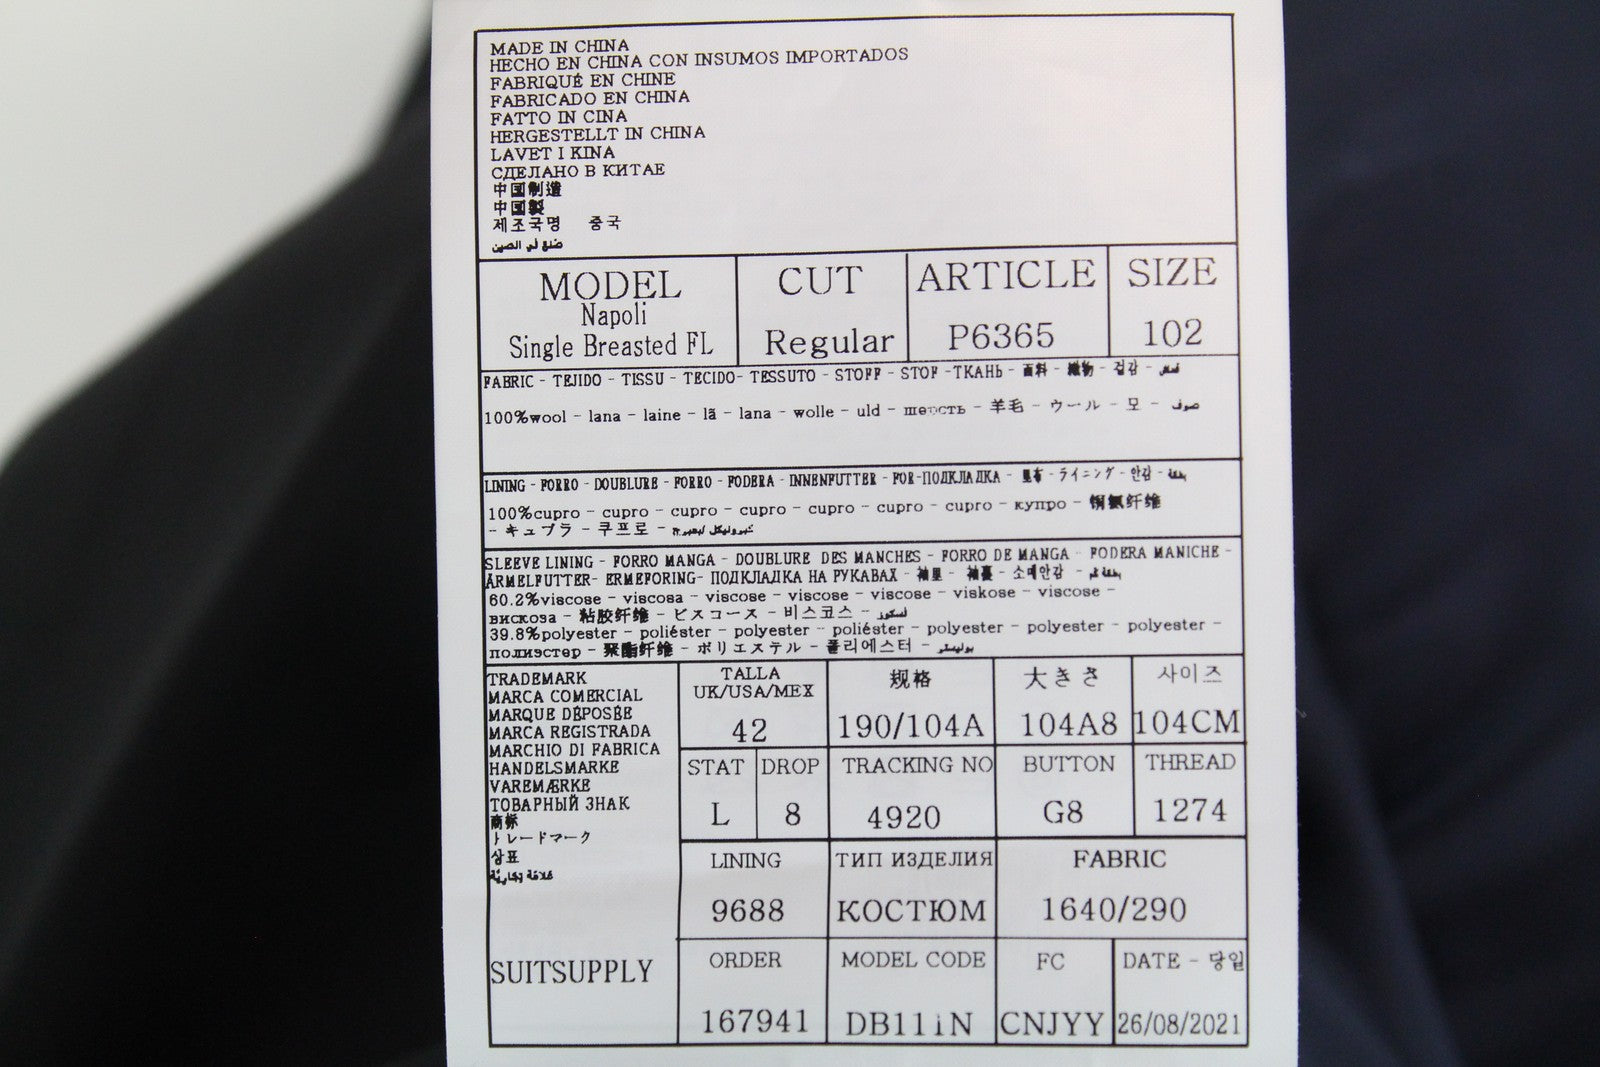 MADE IN CHINA
HECHO EN CHINA CON INSUMOS IMPORTADOS
FABRIQUÉ EN CHINE
FABRICADO EN CHINA
FATTO IN CINA
HERGESTELLT IN CHINA
LAVET I KINA
СДЕЛАНО В КИТАЕ
中国制造
中国製
제조국명 중국
MODEL CUT ARTICLE SIZE
Napoli
Single Breasted FL Regular P6365 102
FABRIC - TEJIDO - TISSU - TECIDO- TESSUTO - STOFF - STOF -ТКАНЬ - 面料 - 織物 - 겉감 -
100%wool - lana - laine - lã - lana - wolle - uld - шерсть - 羊毛 - ウール - 모 - صوف
LINING - FORRO - DOUBLURE - FORRO - FODERA - INNENFUTTER - FOR-ПОДКЛАДКА - 里布 - ライニング - 안감 -
100%cupro - cupro - cupro - cupro - cupro - cupro - cupro - купро - 铜氨纤维
- キュプラ - 쿠프로 -
SLEEVE LINING - FORRO MANGA - DOUBLURE DES MANCHES - FORRO DE MANGA - FODERA MANICHE -
ÄRMELFUTTER- ERMEFORING- ПОДКЛАДКА НА РУКАВАХ - 袖里 - 袖裏 - 소매안감 -
60.2%viscose - viscosa - viscose - viscose - viscose - viskose - viscose -
вискоза - 粘胶纤维 - ビスコース - 비스코스 -
39.8%polyester - poliéster - polyester - poliéster - polyester - polyester - polyester -
полиэстер - 聚酯纤维 - ポリエステル - 폴리에스터 -
TRADEMARK
MARCA COMERCIAL
MARQUE DÉPOSÉE
MARCA REGISTRADA
MARCHIO DI FABRICA
HANDELSMARKE
VAREMÆRKE
ТОВАРНЫЙ ЗНАК
商标
トレードマーク
상표
SUITSUPPLY
TALLA
UK/USA/MEX 规格 大きさ 사이즈
42 190/104A 104A8 104CM
STAT DROP TRACKING NO BUTTON THREAD
L 8 4920 G8 1274
LINING ТИП ИЗДЕЛИЯ FABRIC
9688 КОСТЮМ 1640/290
ORDER MODEL CODE FC DATE - 당일
167941 DB111N CNJYY 26/08/2021